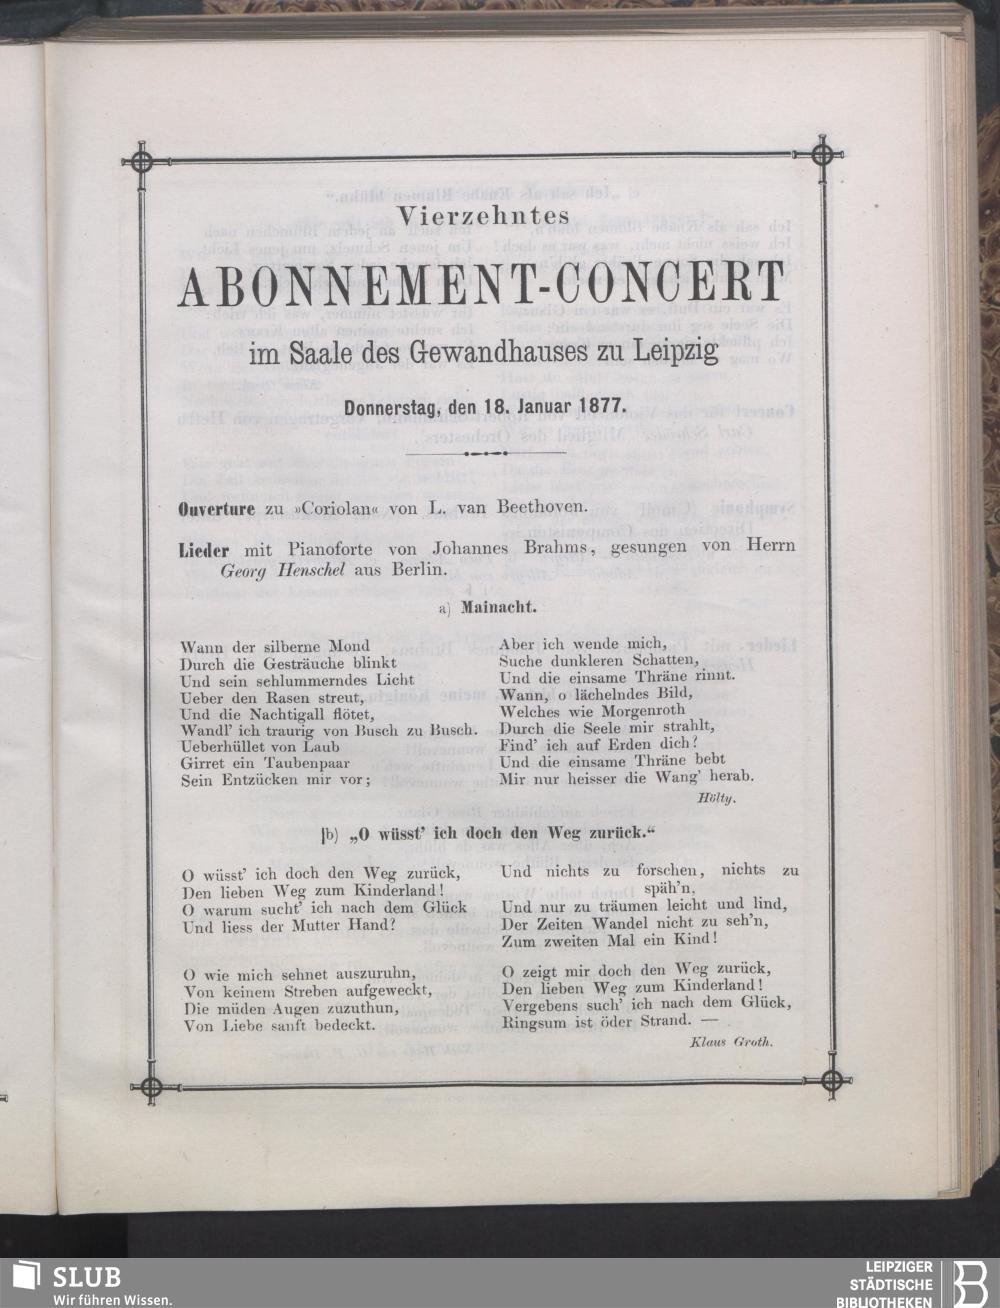 Vierzehntes
ABONNEMENT-CONCERT
im Saale des Gewandhauses zu Leipzig
Donnerstag, den 18. Januar 1877.
Ouverture zu »Coriolan« von L. van Beethoven.
Lieder mit Pianoforte von Johannes Brahms, gesungen von Herrn
Georg Henschel aus Berlin.
a) Mainacht.
Wann der silberne Mond
Durch die Gesträuche blinkt
Und sein sehlummerndes Licht
Ueber den Rasen streut,
Und die Nachtigall flötet,
Wandl' ich traurig von Busch zu Busch.
Ueberhüllet von Laub
Girret ein Taubenpaar
Sein Entzücken mir vor;
Aber ich wende mich,
Suche dunkleren Schatten,
Und die einsame Thräne rinnt.
Wann, o lächelndes Bild,
Welches wie Morgenroth
Durch die Seele mir strahlt,
Find' ich auf Erden dich?
Und die einsame Thräne bebt
Mir nur heisser die Wang' herab.
Hölty.
b) „O wüsst' ich doch den Weg zurück.“
O wüsst' ich doch den Weg zurück,
Den lieben Weg zum Kinderland!
O warum sucht' ich nach dem Glück
Und liess der Mutter Hand?
O wie mich sehnet auszuruhn,
Von keinem Streben aufgeweckt,
Die müden Augen zuzuthun,
Von Liebe sanft bedeckt.
Und nichts zu forschen, nichts zu
späh'n,
Und nur zu träumen leicht und lind,
Der Zeiten Wandel nicht zu seh'n,
Zum zweiten Mal ein Kind!
O zeigt mir doch den Weg zurück,
Den lieben Weg zum Kinderland!
Vergebens such' ich nach dem Glück,
Ringsum ist öder Strand. —
Klaus Groth.
SLUB
Wir führen Wissen.
LEIPZIGER
STÄDTISCHE
BIBLIOTHEKEN